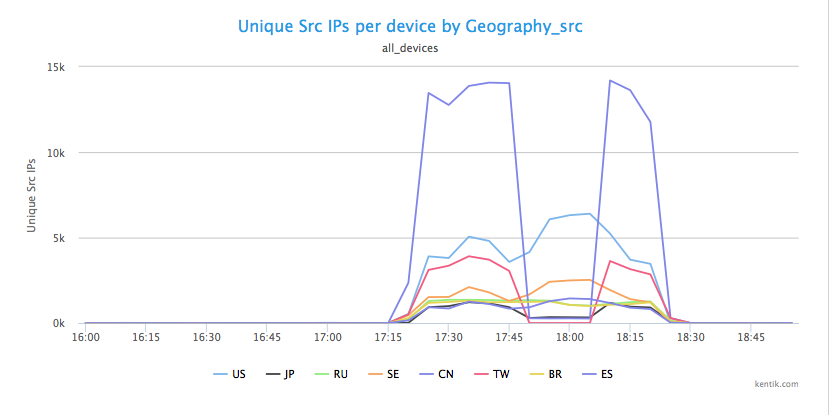 Unique Src IPs per device by Geography_src
all_devices
15k
10k
5k
0k
Unique Src IPs
16:00 16:15 16:30 16:45 17:00 17:15 17:30 17:45 18:00 18:15 18:30 18:45
US JP RU SE CN TW BR ES
kentik.com